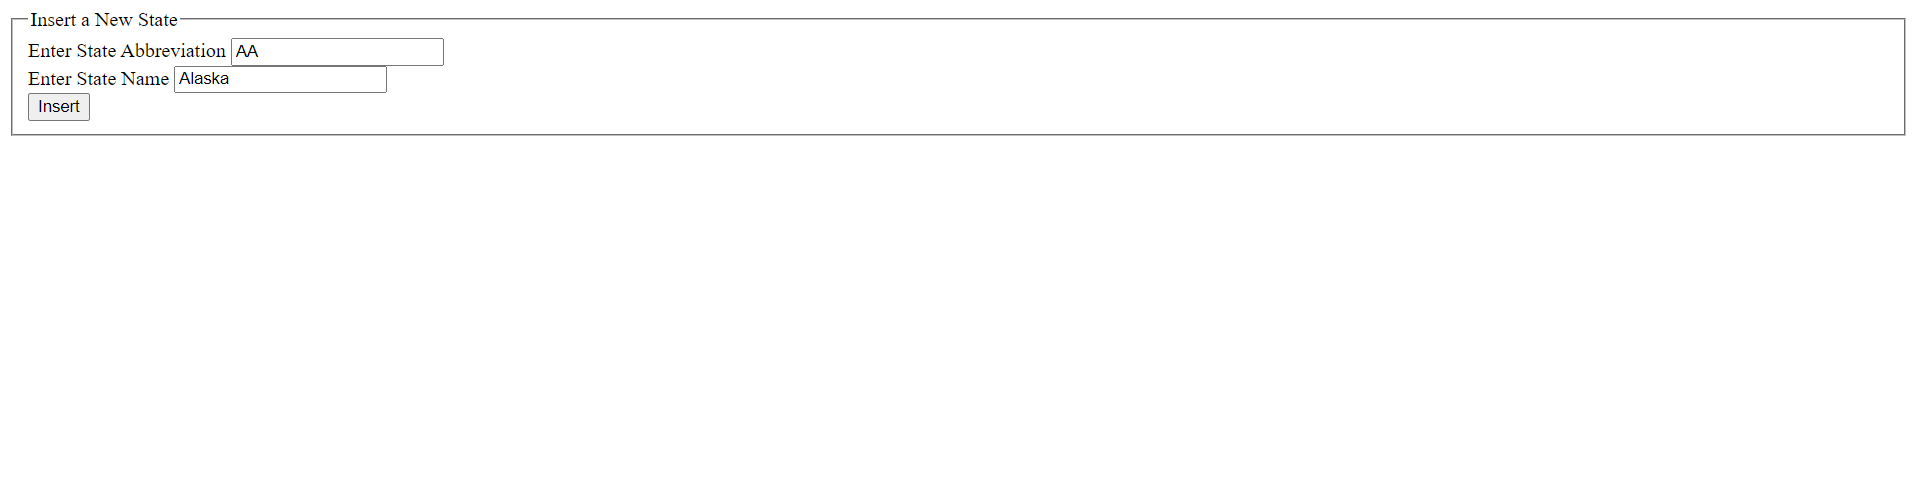 Insert a New State
Enter State Abbreviation AA
Enter State Name Alaska
Insert